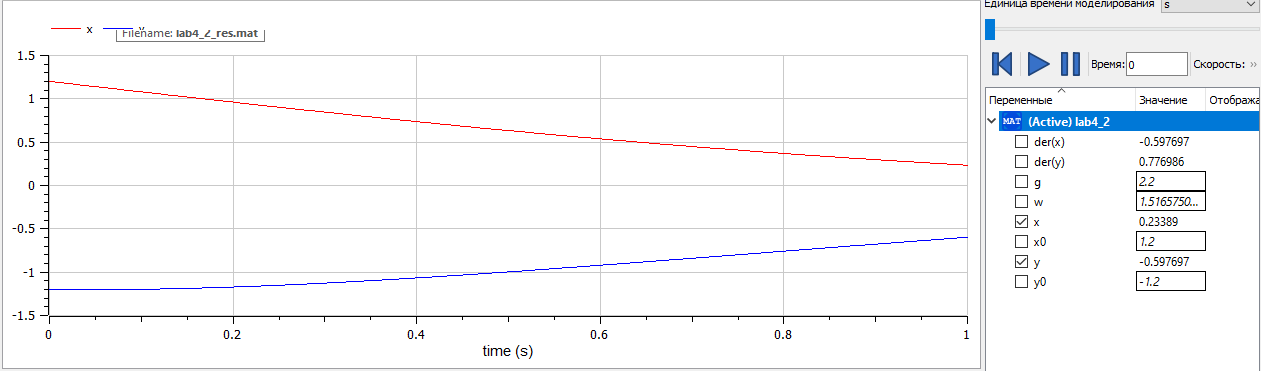 Единица времени моделирования s
x
Filename: lab4_2_res.mat
1.5
1
0.5
0
-0.5
-1
-1.5
0 0.2 0.4 0.6 0.8 1
time (s)
Время: 0 Скорость: »
Переменные Значение Отобража
MAT (Active) lab4_2
der(x) -0.597697
der(y) 0.776986
g 2.2
w 1.5165750...
x 0.23389
x0 1.2
y -0.597697
y0 -1.2